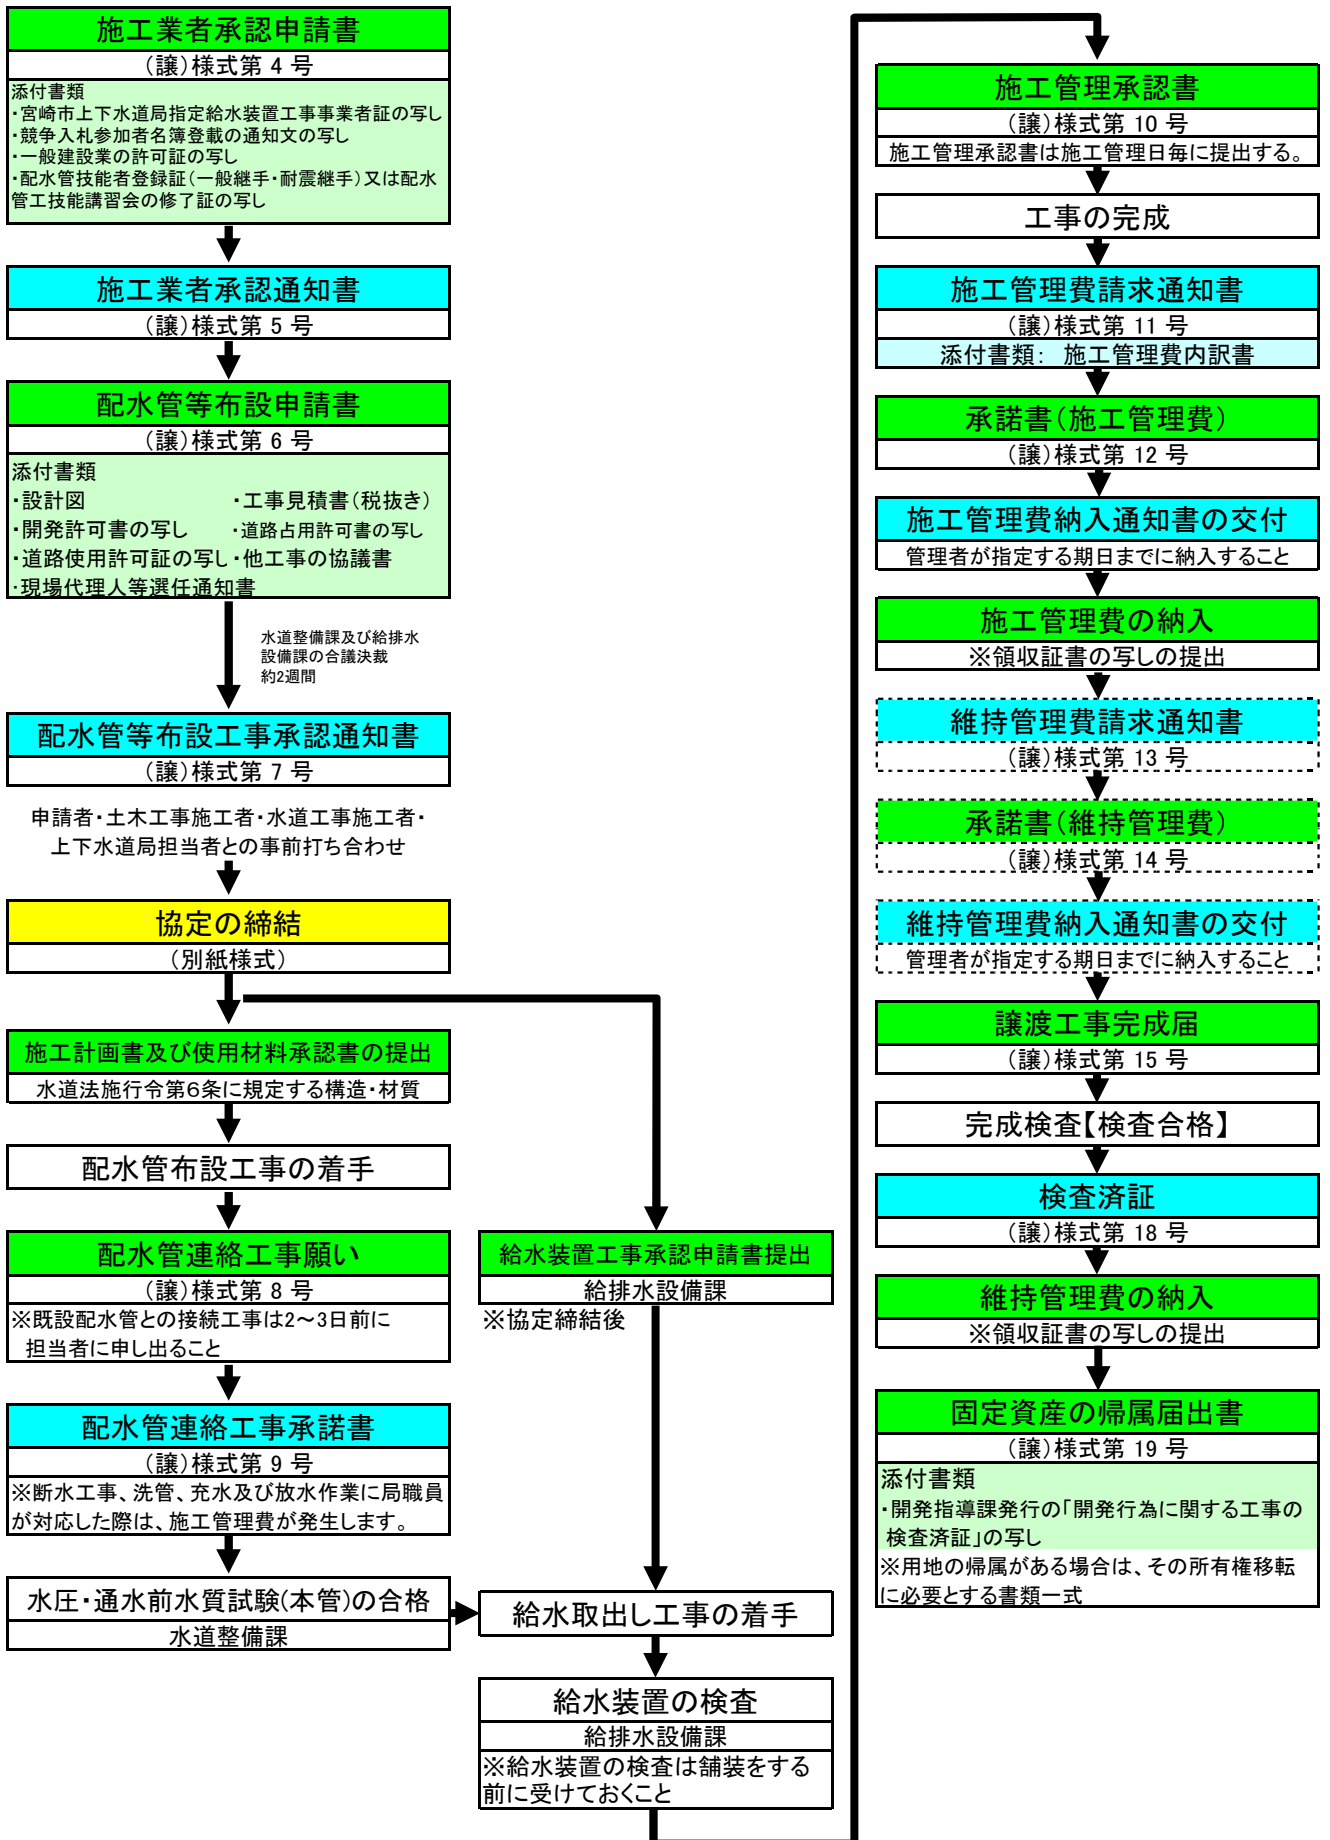 施工業者承認申請書
（譲）様式第 4 号
添付書類
・宮崎市上下水道局指定給水装置工事事業者証の写し
・競争入札参加者名簿登載の通知文の写し
・一般建設業の許可証の写し
・配水管技能者登録証（一般継手・耐震継手）又は配水
管工技能講習会の修了証の写し
施工業者承認通知書
（譲）様式第 5 号
配水管等布設申請書
（譲）様式第 6 号
添付書類
・設計図 ・工事見積書（税抜き）
・開発許可書の写し ・道路占用許可書の写し
・道路使用許可証の写し ・他工事の協議書
・現場代理人等選任通知書
水道整備課及び給排水
設備課の合議決裁
約2週間
配水管等布設工事承認通知書
（譲）様式第 7 号
申請者・土木工事施工者・水道工事施工者・
上下水道局担当者との事前打ち合わせ
協定の締結
（別紙様式）
施工計画書及び使用材料承認書の提出
水道法施行令第６条に規定する構造・材質
配水管布設工事の着手
配水管連絡工事願い
（譲）様式第 8 号
※既設配水管との接続工事は2～3日前に
担当者に申し出ること
配水管連絡工事承諾書
（譲）様式第 9 号
※断水工事、洗管、充水及び放水作業に局職員
が対応した際は、施工管理費が発生します。
水圧・通水前水質試験(本管)の合格
水道整備課
給水装置工事承認申請書提出
給排水設備課
※協定締結後
給水取出し工事の着手
給水装置の検査
給排水設備課
※給水装置の検査は舗装をする
前に受けておくこと
施工管理承認書
（譲）様式第 10 号
施工管理承認書は施工管理日毎に提出する。
工事の完成
施工管理費請求通知書
（譲）様式第 11 号
添付書類： 施工管理費内訳書
承諾書（施工管理費）
（譲）様式第 12 号
施工管理費納入通知書の交付
管理者が指定する期日までに納入すること
施工管理費の納入
※領収証書の写しの提出
維持管理費請求通知書
（譲）様式第 13 号
承諾書（維持管理費）
（譲）様式第 14 号
維持管理費納入通知書の交付
管理者が指定する期日までに納入すること
譲渡工事完成届
（譲）様式第 15 号
完成検査【検査合格】
検査済証
（譲）様式第 18 号
維持管理費の納入
※領収証書の写しの提出
固定資産の帰属届出書
（譲）様式第 19 号
添付書類
・開発指導課発行の「開発行為に関する工事の
検査済証」の写し
※用地の帰属がある場合は、その所有権移転
に必要とする書類一式